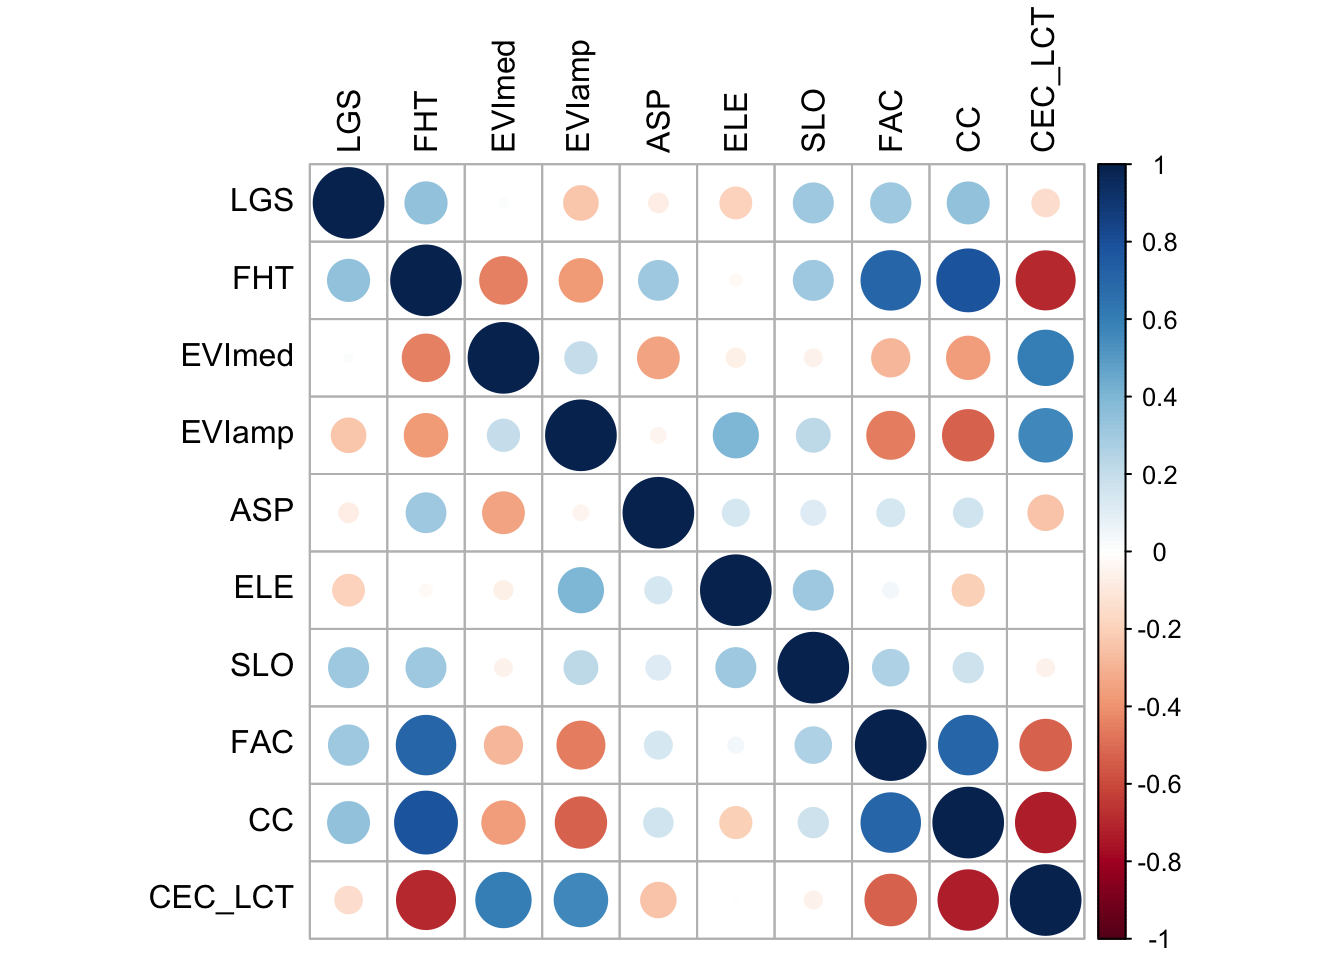 LGS
FHT
EVImed
EVIamp
ASP
ELE
SLO
FAC
CC
CEC_LCT
LGS
FHT
EVImed
EVIamp
ASP
ELE
SLO
FAC
CC
CEC_LCT
1
0.8
0.6
0.4
0.2
0
-0.2
-0.4
-0.6
-0.8
-1